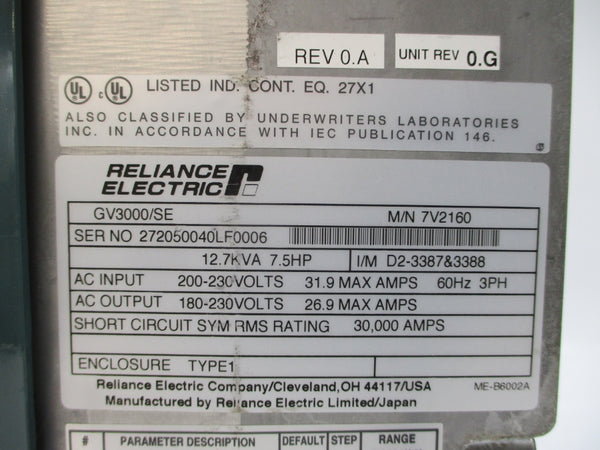 REV 0.A
UNIT REV 0.G
UL c UL LISTED IND. CONT. EQ. 27X1
ALSO CLASSIFIED BY UNDERWRITERS LABORATORIES
INC. IN ACCORDANCE WITH IEC PUBLICATION 146.
RELIANCE
ELECTRIC
GV3000/SE M/N 7V2160
SER NO 272050040LF0006
12.7KVA 7.5HP I/M D2-3387&3388
AC INPUT 200-230VOLTS 31.9 MAX AMPS 60Hz 3PH
AC OUTPUT 180-230VOLTS 26.9 MAX AMPS
SHORT CIRCUIT SYM RMS RATING 30,000 AMPS
ENCLOSURE TYPE1
Reliance Electric Company/Cleveland,OH 44117/USA ME-B6002A
Manufactured by Reliance Electric Limited/Japan
# PARAMETER DESCRIPTION DEFAULT STEP RANGE